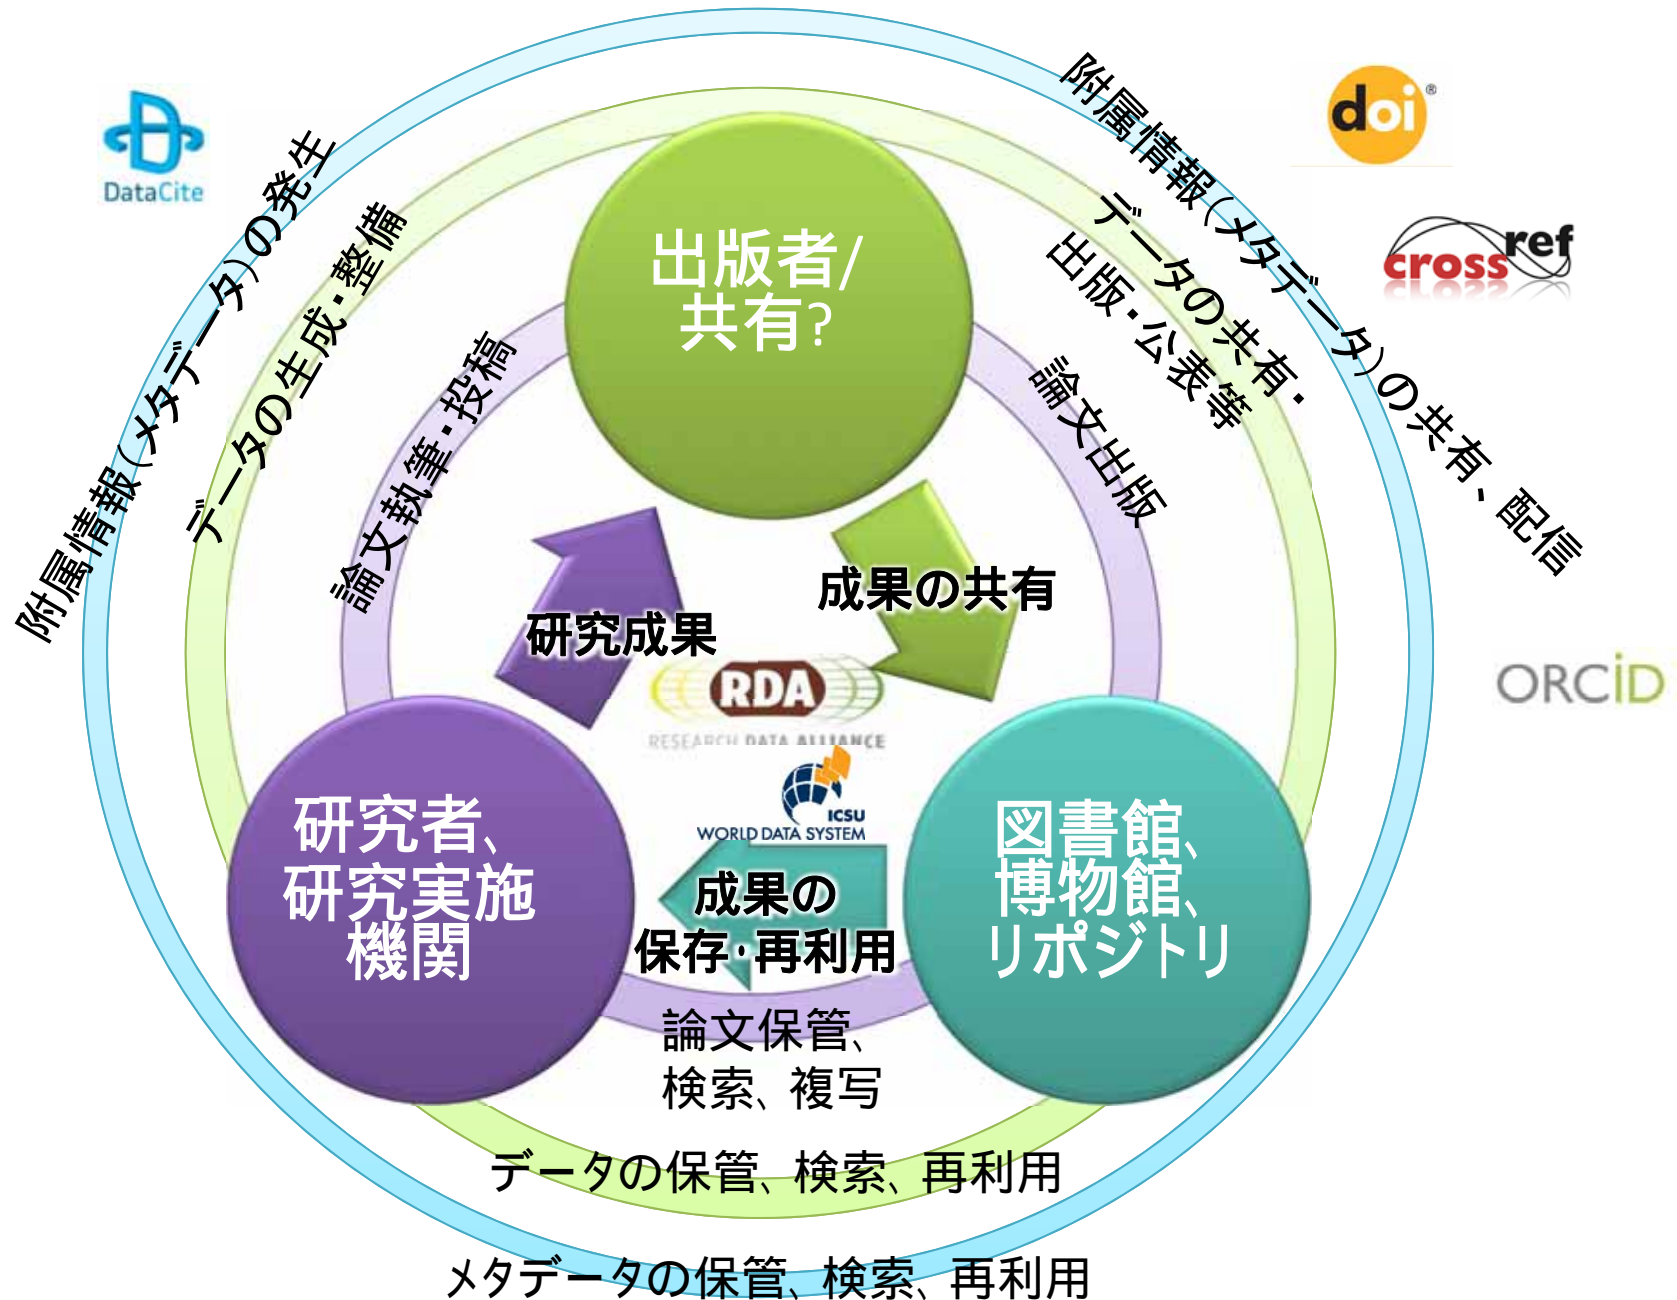 DataCite
附属情報(メタデータ)の発生
データの生成・整備
論文執筆・投稿
出版者/
共有?
附属情報(メタデータ)の共有、配信
データの共有・
出版・公表等
論文出版
doi®
crossref
ORCID
研究成果
成果の共有
RDA
RESEARCH DATA ALLIANCE
ICSU
WORLD DATA SYSTEM
研究者、
研究実施
機関
成果の
保存・再利用
図書館、
博物館、
リポジトリ
論文保管、
検索、複写
データの保管、検索、再利用
メタデータの保管、検索、再利用